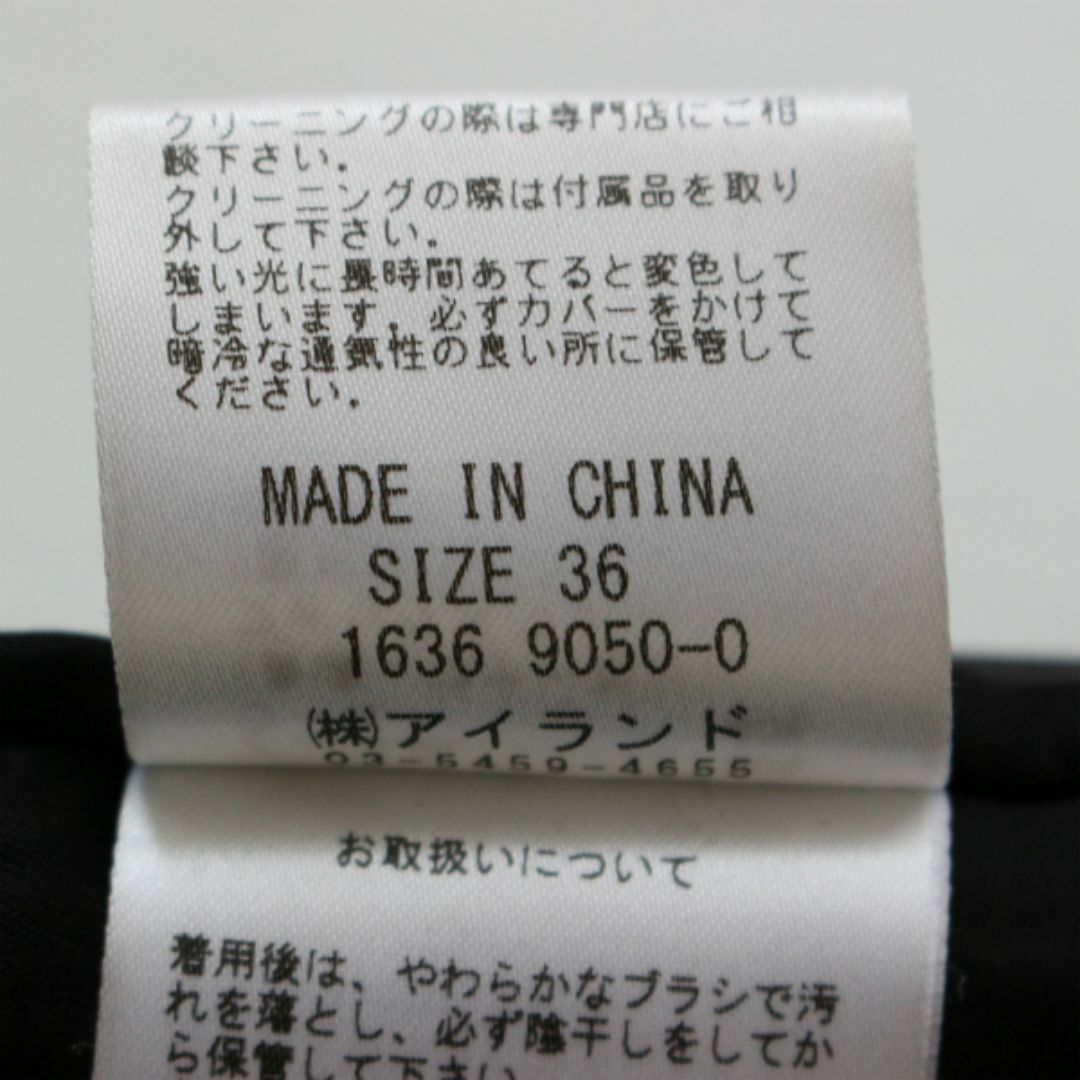 クリーニングの際は専門店にご相
談下さい.
クリーニングの際は付属品を取り
外して下さい.
強い光に長時間あてると変色して
しまいます.必ずカバーをかけて
暗冷な通気性の良い所に保管して
ください.
MADE IN CHINA
SIZE 36
1636 9050-0
(株)アイランド
03-5459-4655
お取扱いについて
着用後は、やわらかなブラシで汚
れを落とし、必ず陰干しをしてか
ら保管して下さい.